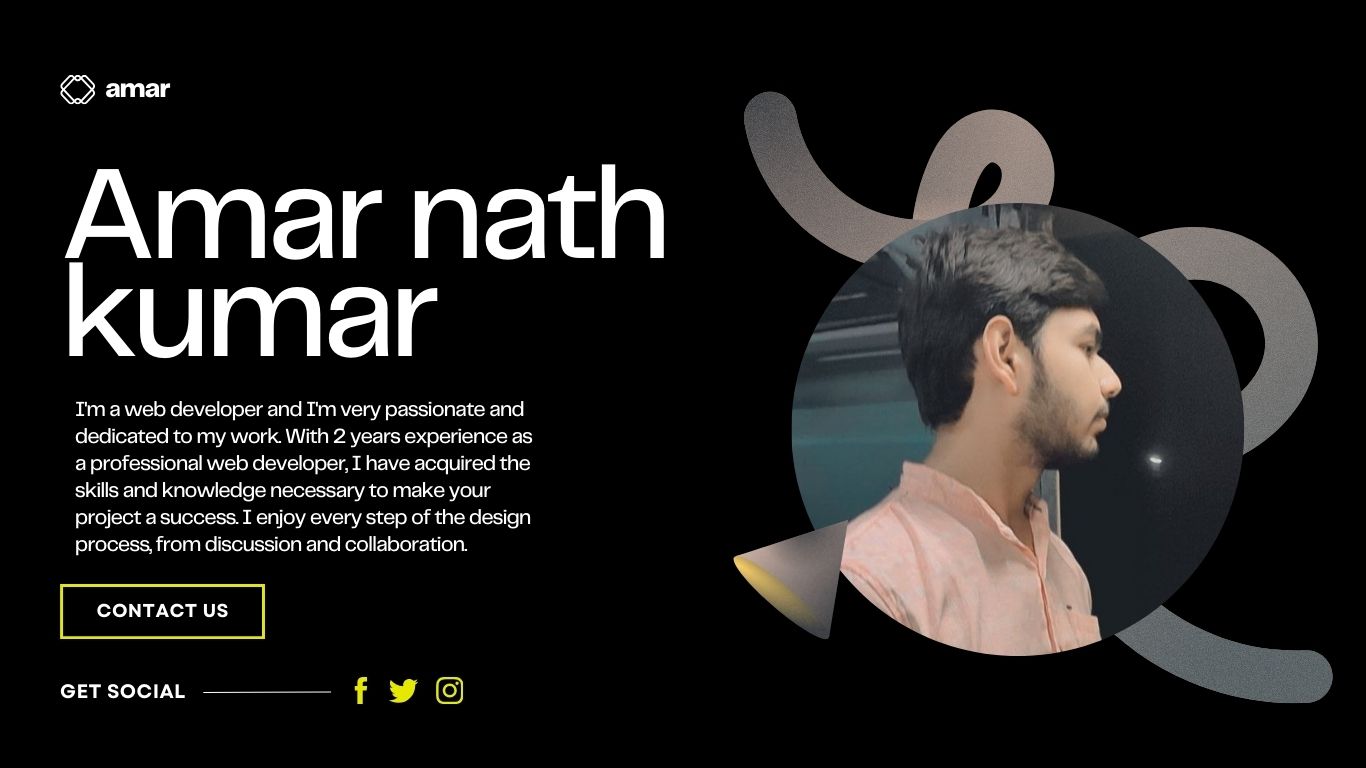 amar
Amar nath
kumar
I'm a web developer and I'm very passionate and
dedicated to my work. With 2 years experience as
a professional web developer, I have acquired the
skills and knowledge necessary to make your
project a success. I enjoy every step of the design
process, from discussion and collaboration.
CONTACT US
GET SOCIAL